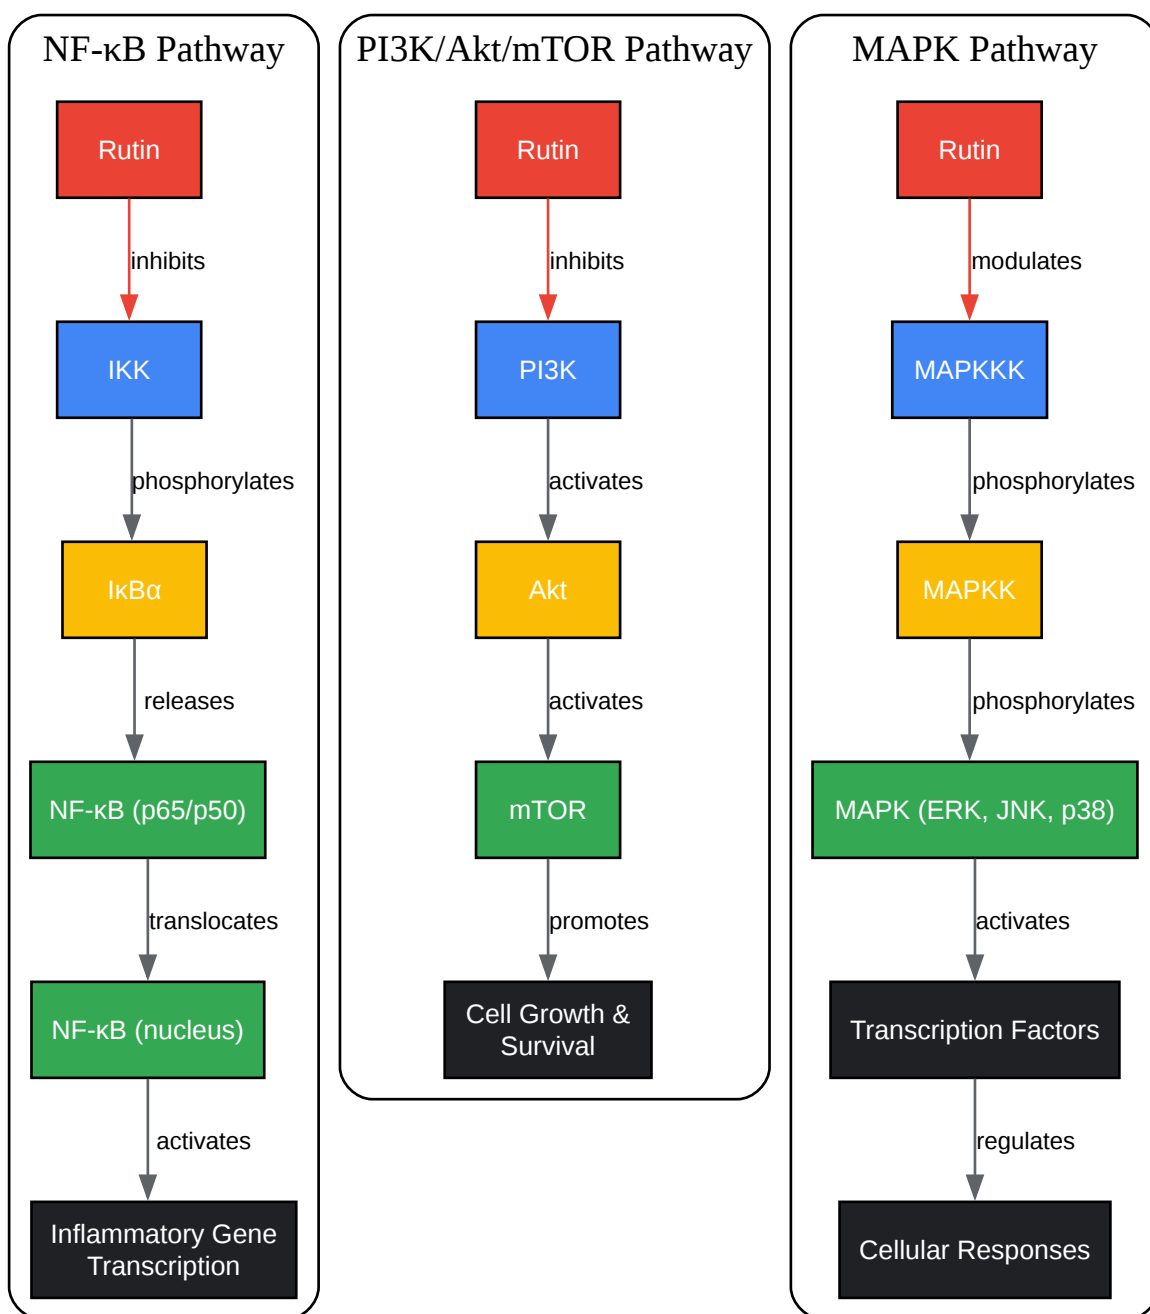 NF-κB Pathway
Rutin
inhibits
IKK
phosphorylates
IκBα
releases
NF-κB (p65/p50)
translocates
NF-κB (nucleus)
activates
Inflammatory Gene
Transcription
PI3K/Akt/mTOR Pathway
Rutin
inhibits
PI3K
activates
Akt
activates
mTOR
promotes
Cell Growth &
Survival
MAPK Pathway
Rutin
modulates
MAPKKK
phosphorylates
MAPKK
phosphorylates
MAPK (ERK, JNK, p38)
activates
Transcription Factors
regulates
Cellular Responses